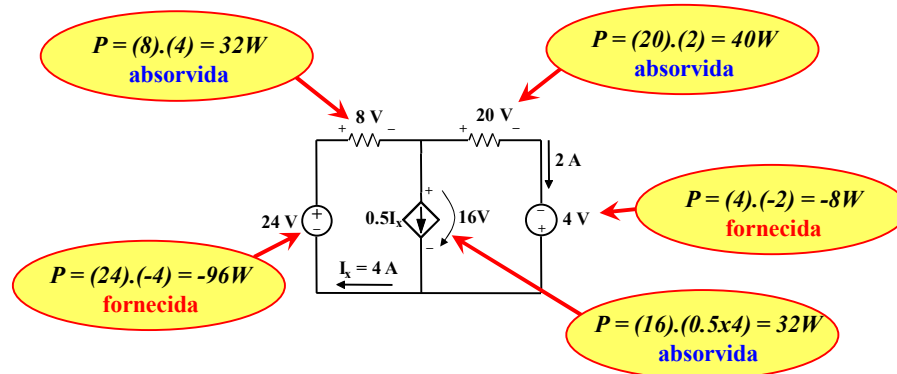 P = (8).(4) = 32W
absorvida
P = (20).(2) = 40W
absorvida
+ 8 V −
+ 20 V −
2 A
24 V
+
−
0.5Iₓ
+
16V
−
−
+
4 V
P = (4).(-2) = -8W
fornecida
P = (24).(-4) = -96W
fornecida
Iₓ = 4 A
P = (16).(0.5x4) = 32W
absorvida